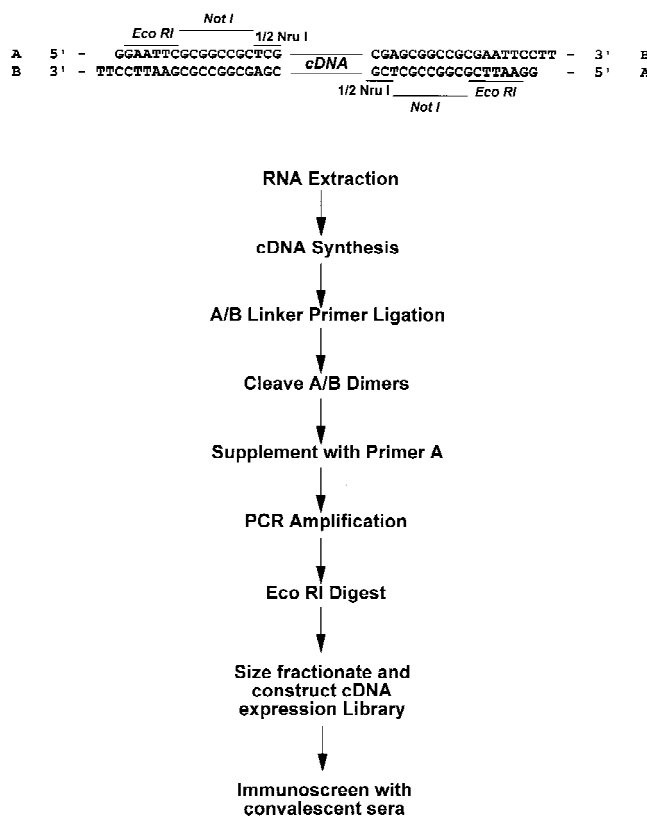 Eco RI Not I 1/2 Nru I
A 5' - GGAATTCGCGGCCGCTCG CGAGCGGCCGCGAATTCCTT - 3' B
B 3' - TTCCTTAAGCGCCGGCGAGC cDNA GCTCGCCGGCGCTTAAGG - 5' A
1/2 Nru I Not I Eco RI
RNA Extraction
cDNA Synthesis
A/B Linker Primer Ligation
Cleave A/B Dimers
Supplement with Primer A
PCR Amplification
Eco RI Digest
Size fractionate and
construct cDNA
expression Library
Immunoscreen with
convalescent sera